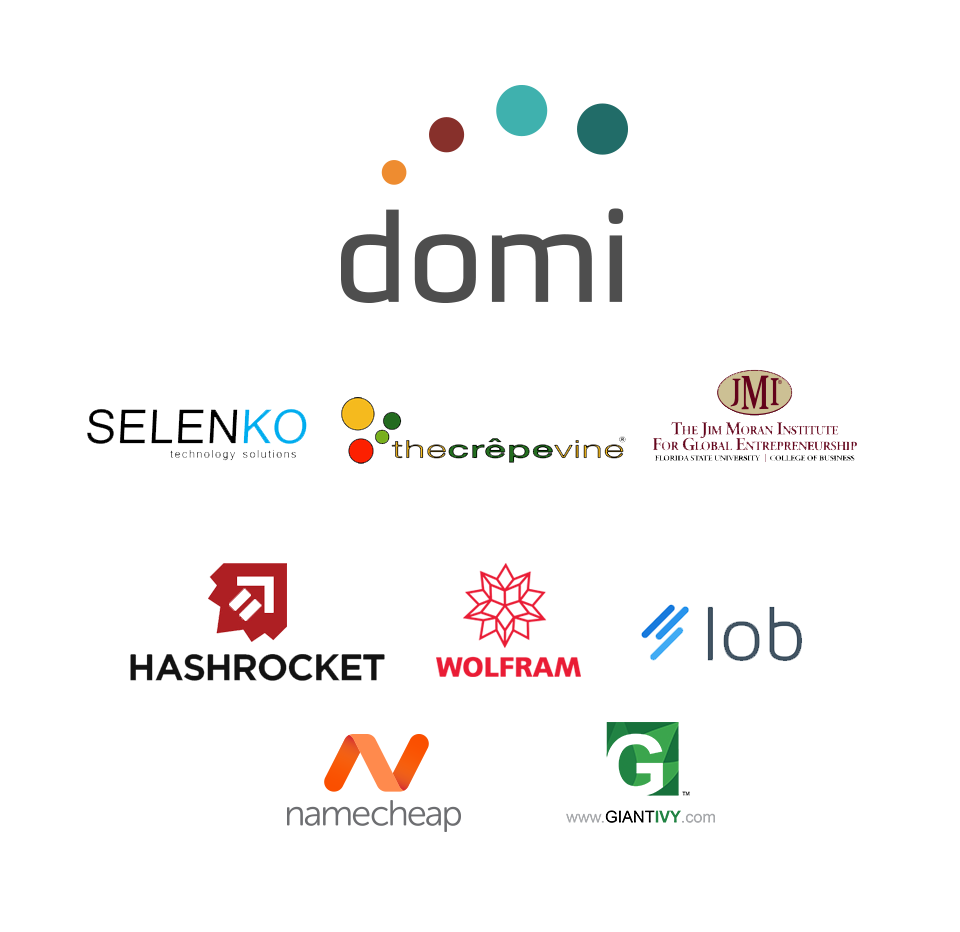 domi
SELENKO
technology solutions
thecrêpevine®
JMI®
THE JIM MORAN INSTITUTE
FOR GLOBAL ENTREPRENEURSHIP
FLORIDA STATE UNIVERSITY | COLLEGE OF BUSINESS
HASHROCKET
WOLFRAM
lob
namecheap
G™
www.GIANTIVY.com